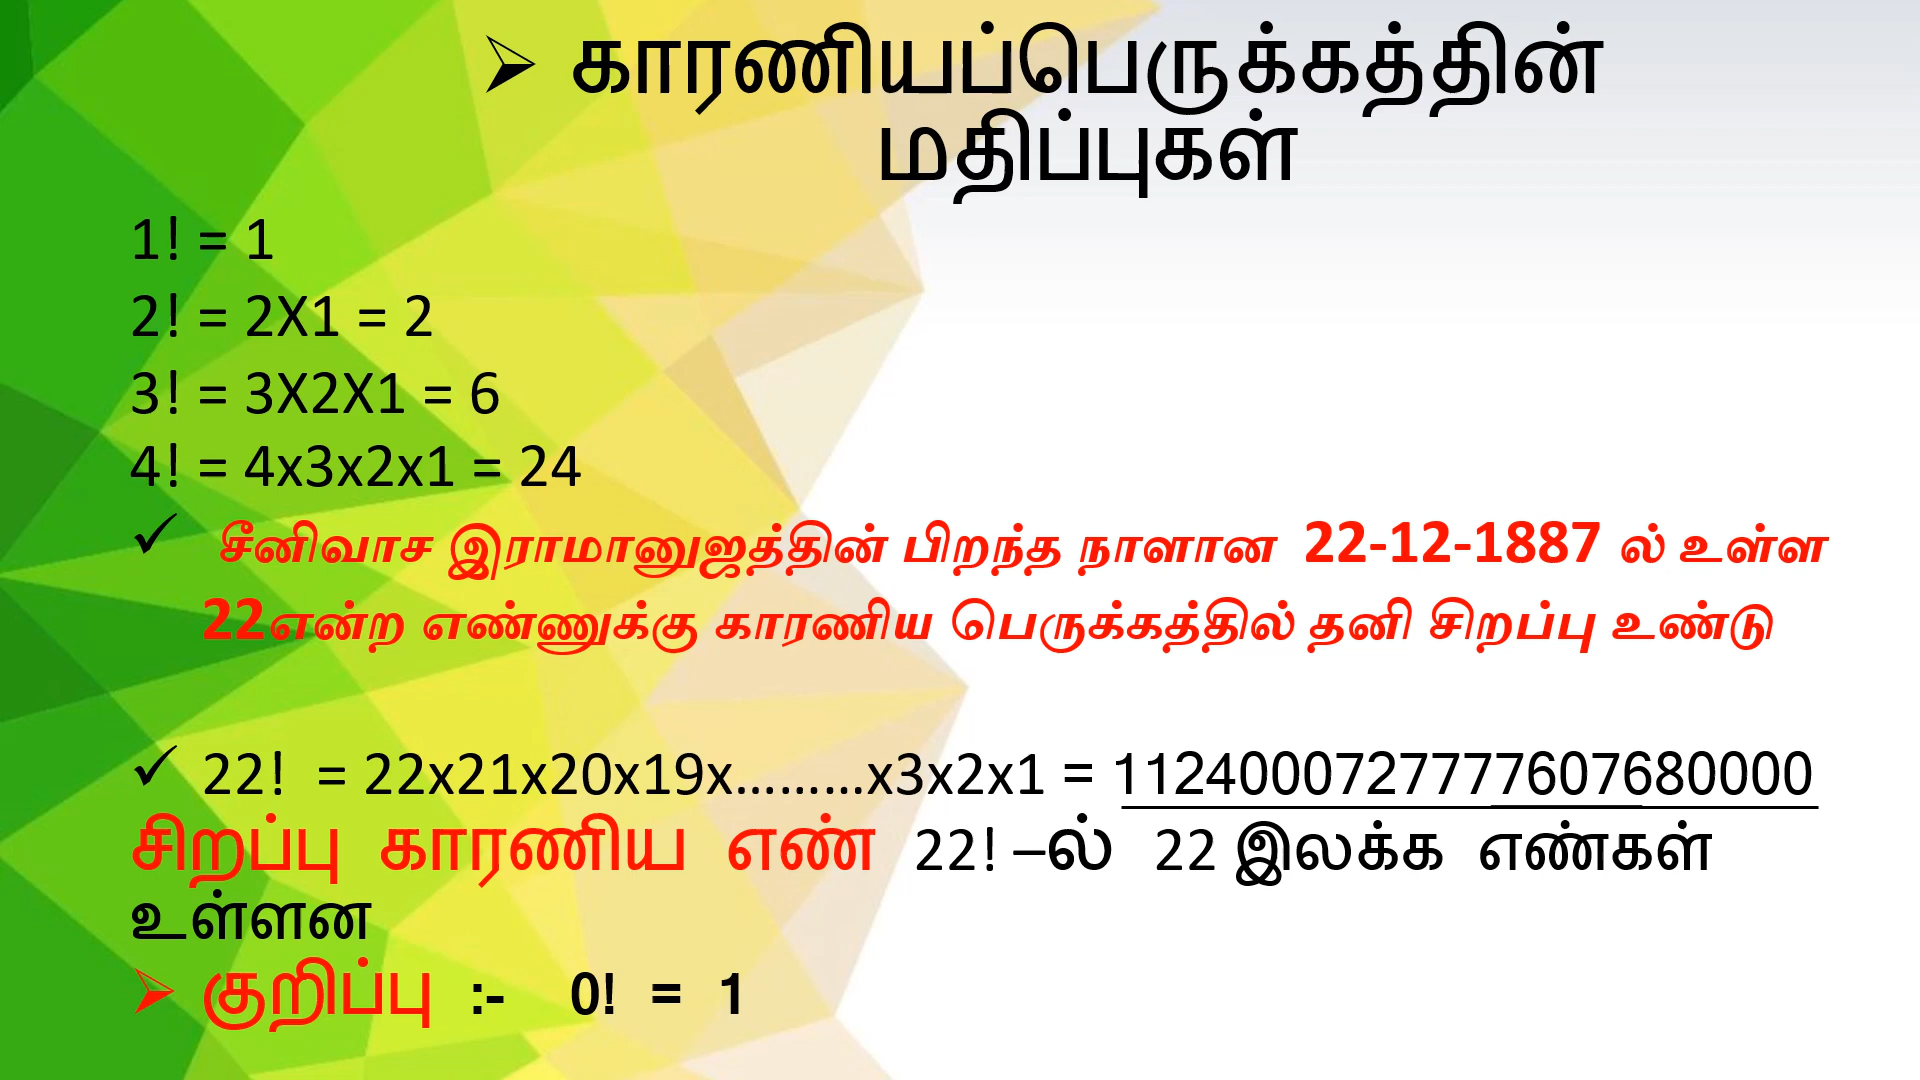 ➢ காரணியப்பெருக்கத்தின்
மதிப்புகள்
1! = 1
2! = 2X1 = 2
3! = 3X2X1 = 6
4! = 4x3x2x1 = 24
✓ சீனிவாச இராமானுஜத்தின் பிறந்த நாளான 22-12-1887 ல் உள்ள
22என்ற எண்ணுக்கு காரணிய பெருக்கத்தில் தனி சிறப்பு உண்டு
✓ 22! = 22x21x20x19x.........x3x2x1 = 1124000727777607680000
சிறப்பு காரணிய எண் 22! –ல் 22 இலக்க எண்கள்
உள்ளன
➢ குறிப்பு :- 0! = 1